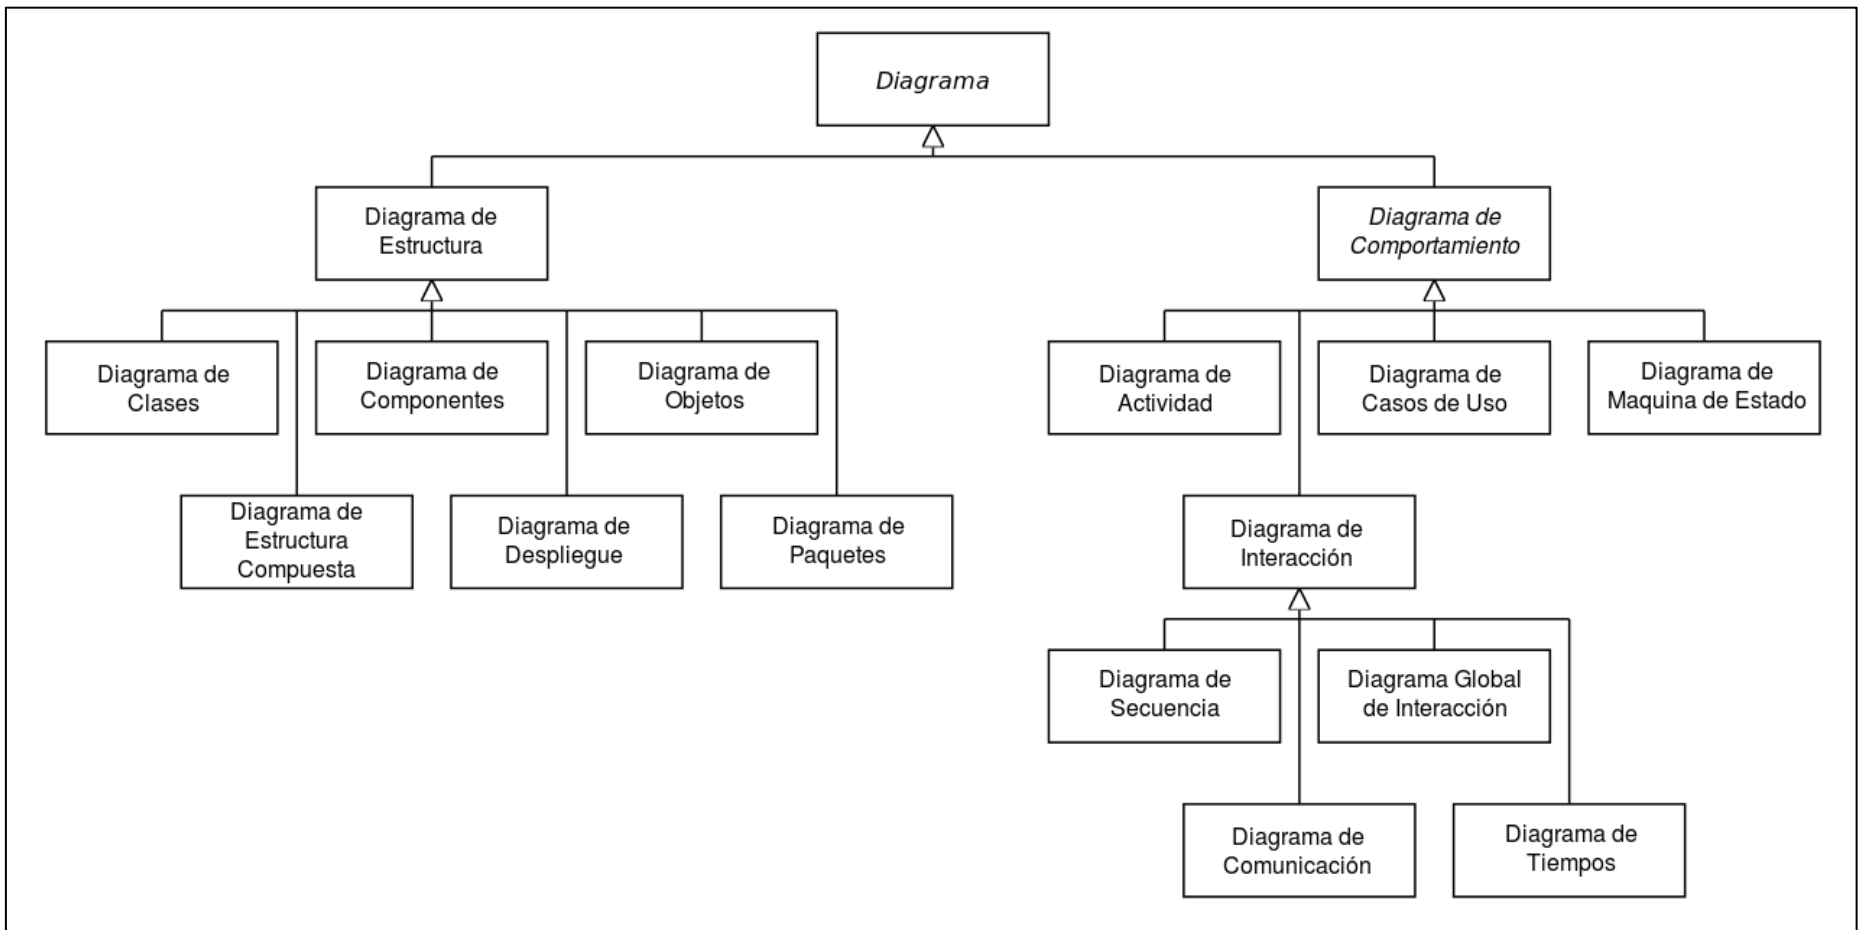 Diagrama
Diagrama de
Estructura
Diagrama de
Comportamiento
Diagrama de
Clases
Diagrama de
Componentes
Diagrama de
Objetos
Diagrama de
Actividad
Diagrama de
Casos de Uso
Diagrama de
Maquina de Estado
Diagrama de
Estructura
Compuesta
Diagrama de
Despliegue
Diagrama de
Paquetes
Diagrama de
Interacción
Diagrama de
Secuencia
Diagrama Global
de Interacción
Diagrama de
Comunicación
Diagrama de
Tiempos